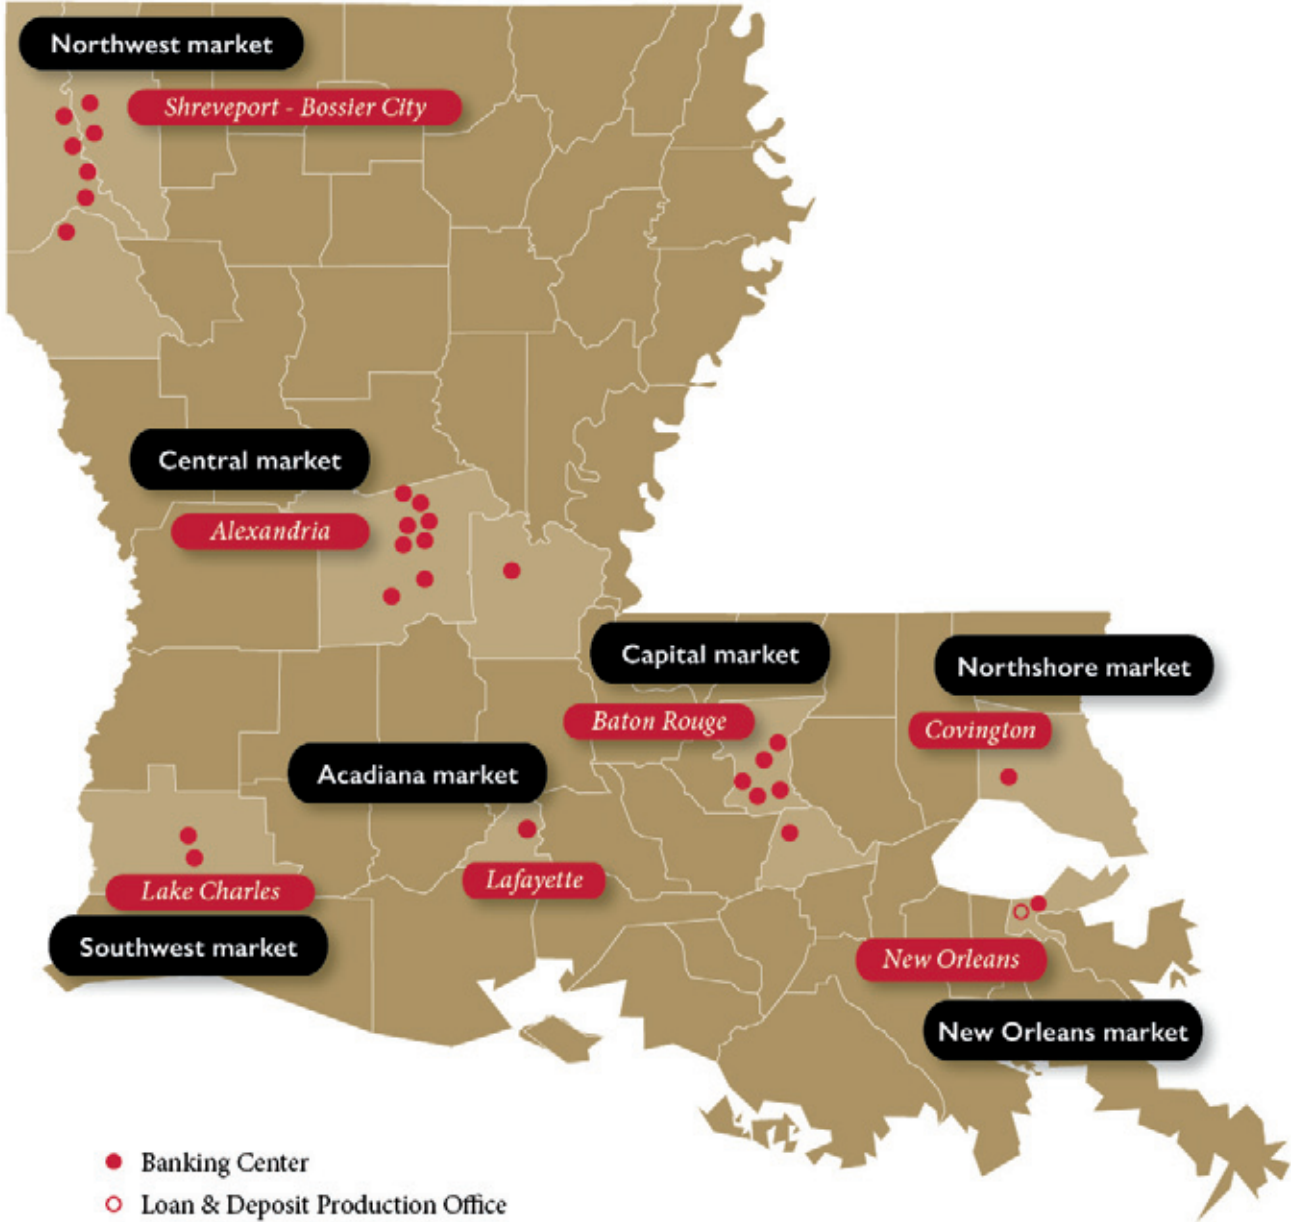 Northwest market
Shreveport - Bossier City
Central market
Alexandria
Capital market
Northshore market
Baton Rouge
Covington
Acadiana market
Lafayette
Lake Charles
Southwest market
New Orleans
New Orleans market
Banking Center
Loan & Deposit Production Office